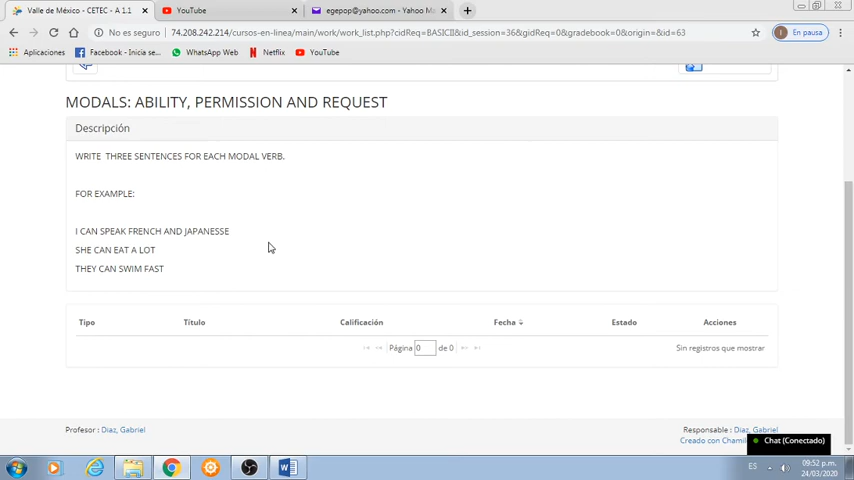 Valle de México - CETEC - A 1.1
YouTube
egepop@yahoo.com - Yahoo M
No es seguro
74.208.242.214/cursos-en-linea/main/work/work_list.php?cidReq=BASICII&id_session=36&gidReq=0&gradebook=0&origin=&id=63
En pausa
Aplicaciones
Facebook - Inicia se...
WhatsApp Web
Netflix
YouTube
MODALS: ABILITY, PERMISSION AND REQUEST
Descripción
WRITE THREE SENTENCES FOR EACH MODAL VERB.
FOR EXAMPLE:
I CAN SPEAK FRENCH AND JAPANESSE
SHE CAN EAT A LOT
THEY CAN SWIM FAST
Tipo
Título
Calificación
Fecha
Estado
Acciones
Página 0 de 0
Sin registros que mostrar
Profesor : Diaz, Gabriel
Responsable : Diaz, Gabriel
Creado con Chamil
Chat (Conectado)
ES
09:52 p.m.
24/03/2020